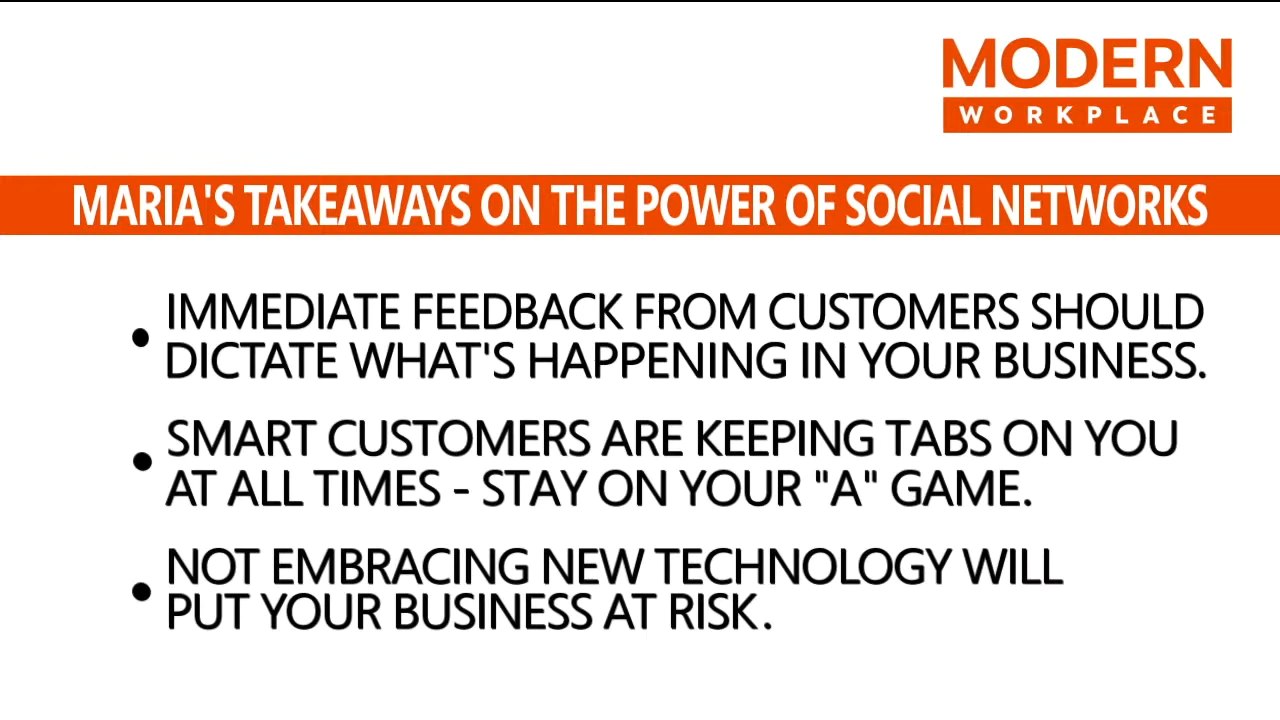 MODERN
WORKPLACE
MARIA'S TAKEAWAYS ON THE POWER OF SOCIAL NETWORKS
• IMMEDIATE FEEDBACK FROM CUSTOMERS SHOULD
DICTATE WHAT'S HAPPENING IN YOUR BUSINESS.
• SMART CUSTOMERS ARE KEEPING TABS ON YOU
AT ALL TIMES - STAY ON YOUR "A" GAME.
• NOT EMBRACING NEW TECHNOLOGY WILL
PUT YOUR BUSINESS AT RISK.